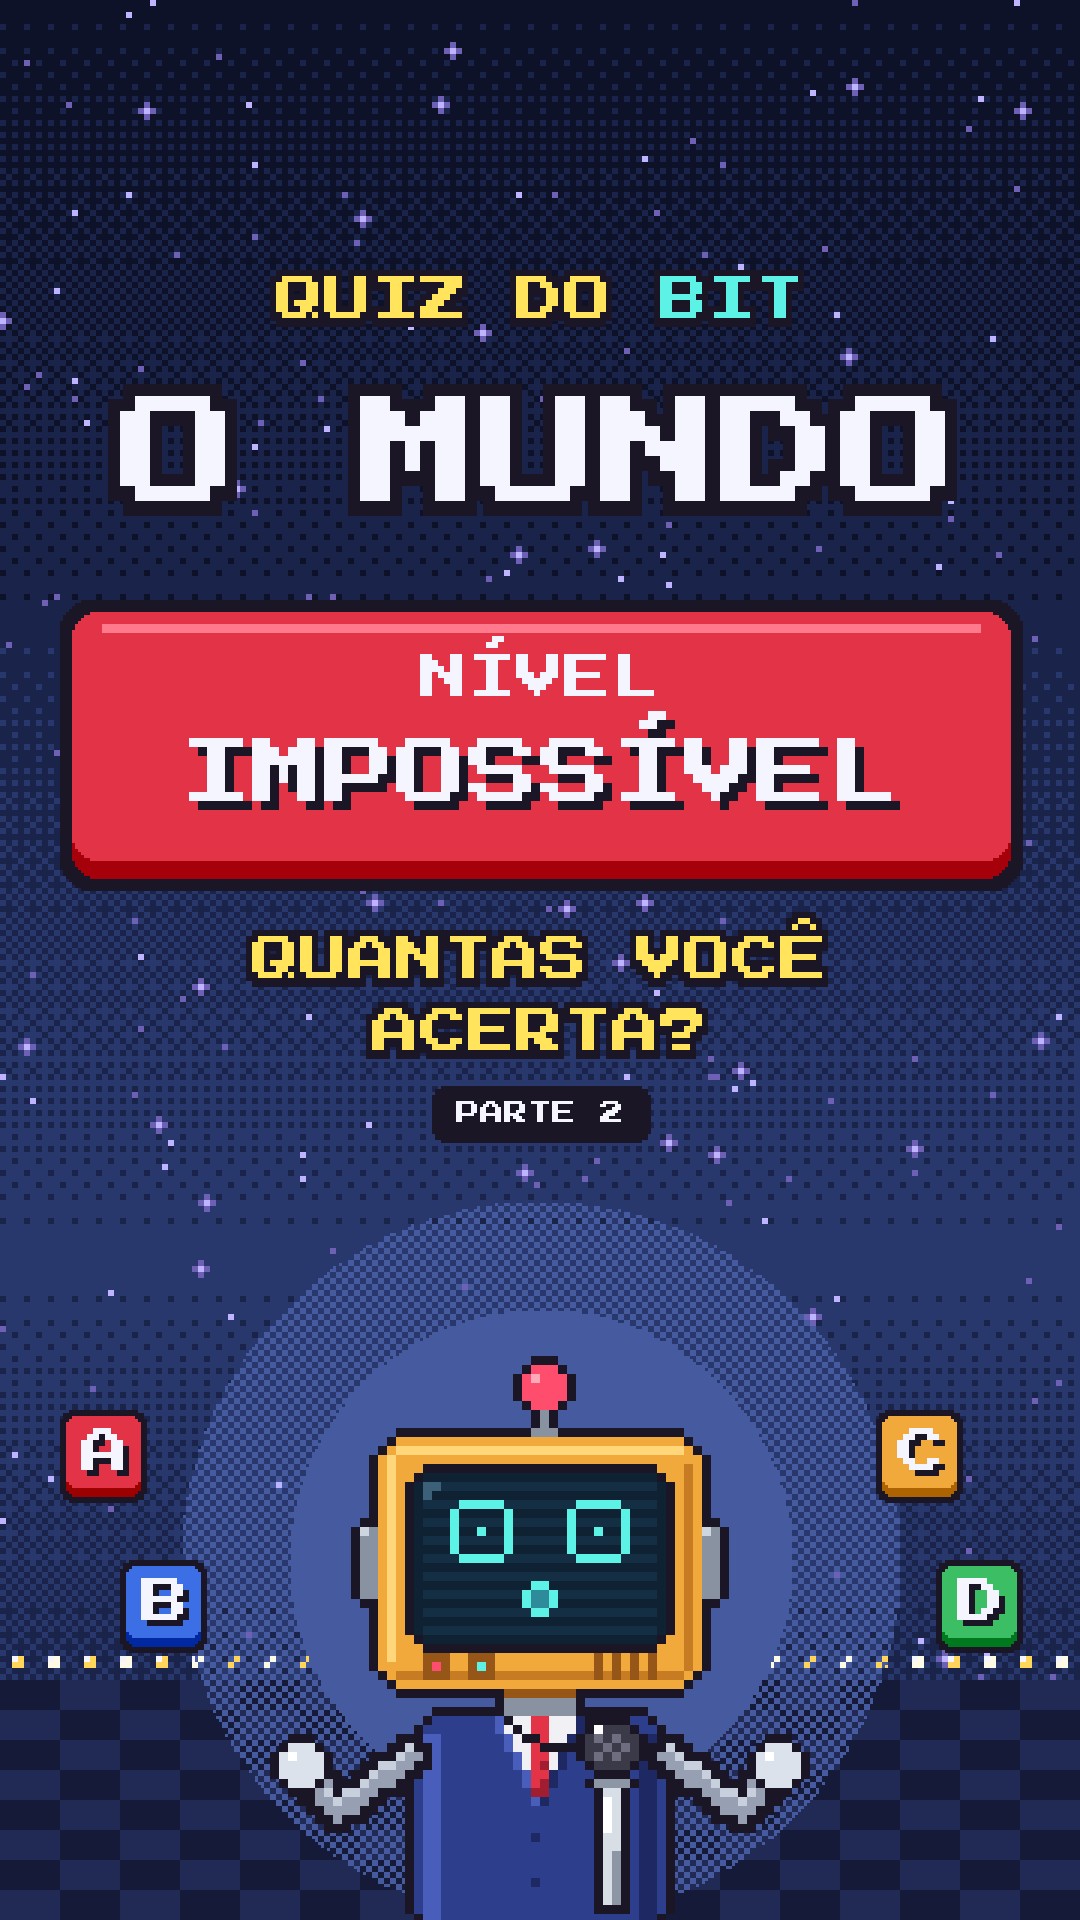 QUIZ DO BIT
O MUNDO
NÍVEL
IMPOSSÍVEL
QUANTAS VOCÊ
ACERTA?
PARTE 2
A
C
B
D